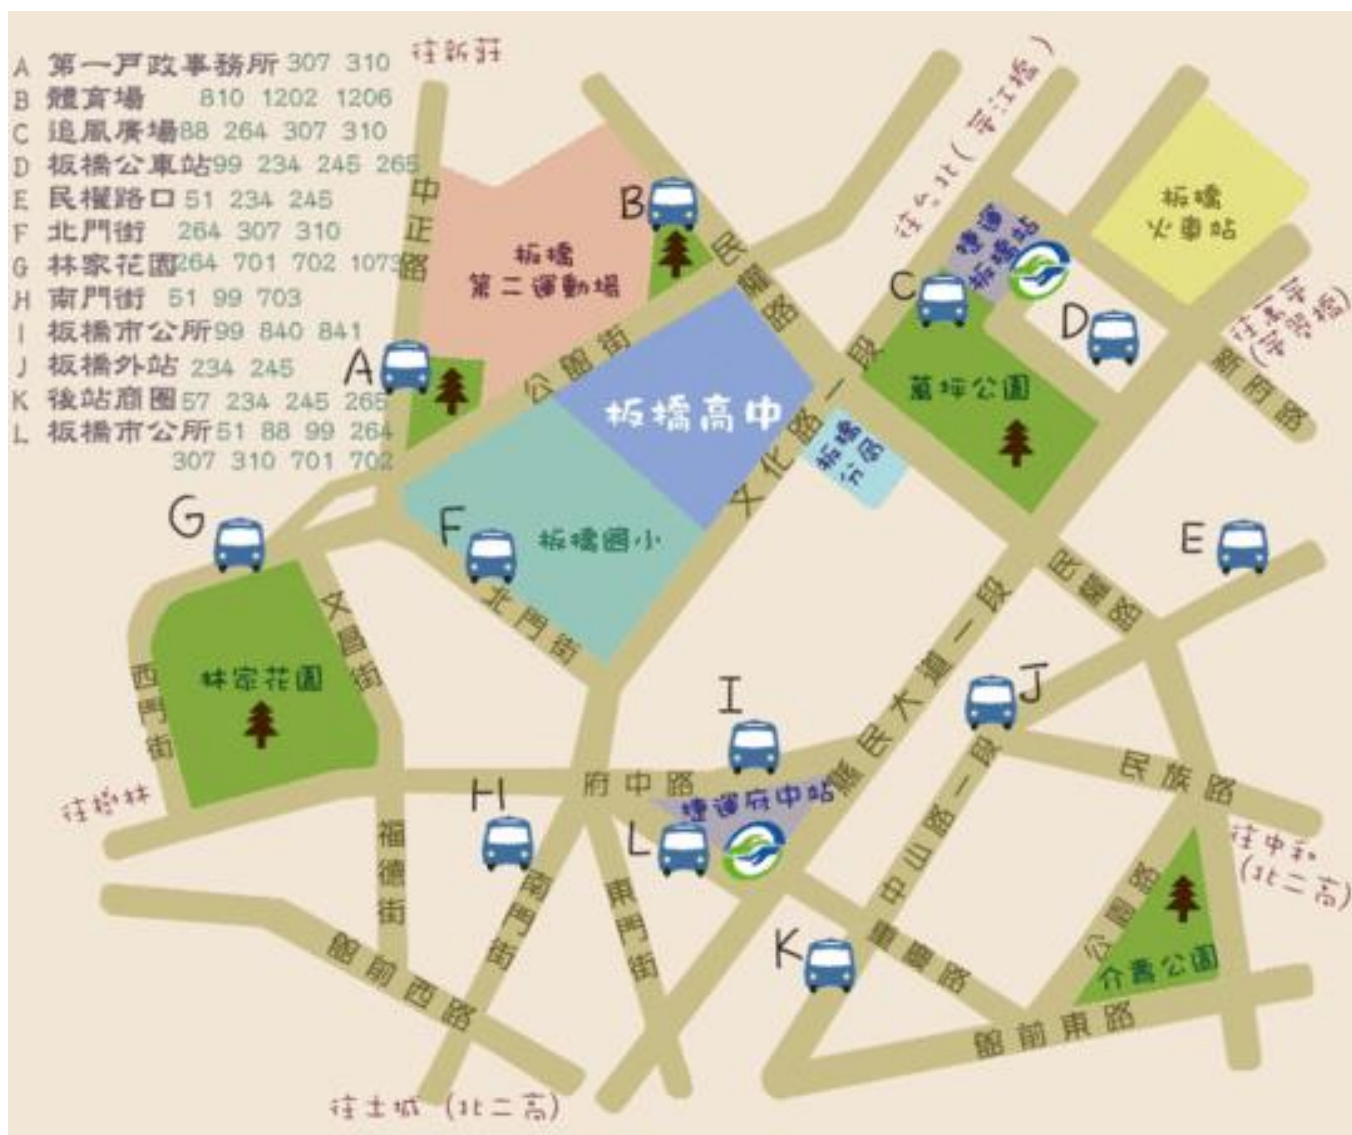 A 第一戶政事務所 307 310
B 體育場 810 1202 1206
C 追風廣場 88 264 307 310
D 板橋公車站 99 234 245 265
E 民權路口 51 234 245
F 北門街 264 307 310
G 林家花園 264 701 702 1073
H 南門街 51 99 703
I 板橋市公所 99 840 841
J 板橋外站 234 245
K 後站商圈 57 234 245 265
L 板橋市公所 51 88 99 264
307 310 701 702
往新莊
中正路
板橋
第二運動場
B
民權路
往台北(華江橋)
捷運
板橋站
板橋
火車站
C
D
新府路
A
公館街
板橋高中
文化路一段
板橋
分局
萬坪公園
G
F
板橋國小
北門街
E
民權路
文昌街
西門街
林家花園
縣民大道一段
I
J
民族路
往樹林
H
府中路
捷運府中站
L
中山路一段
往中和
(北二高)
福德街
南門街
東門街
K
重慶路
公園路
介壽公園
館前西路
館前東路
往土城 (北二高)